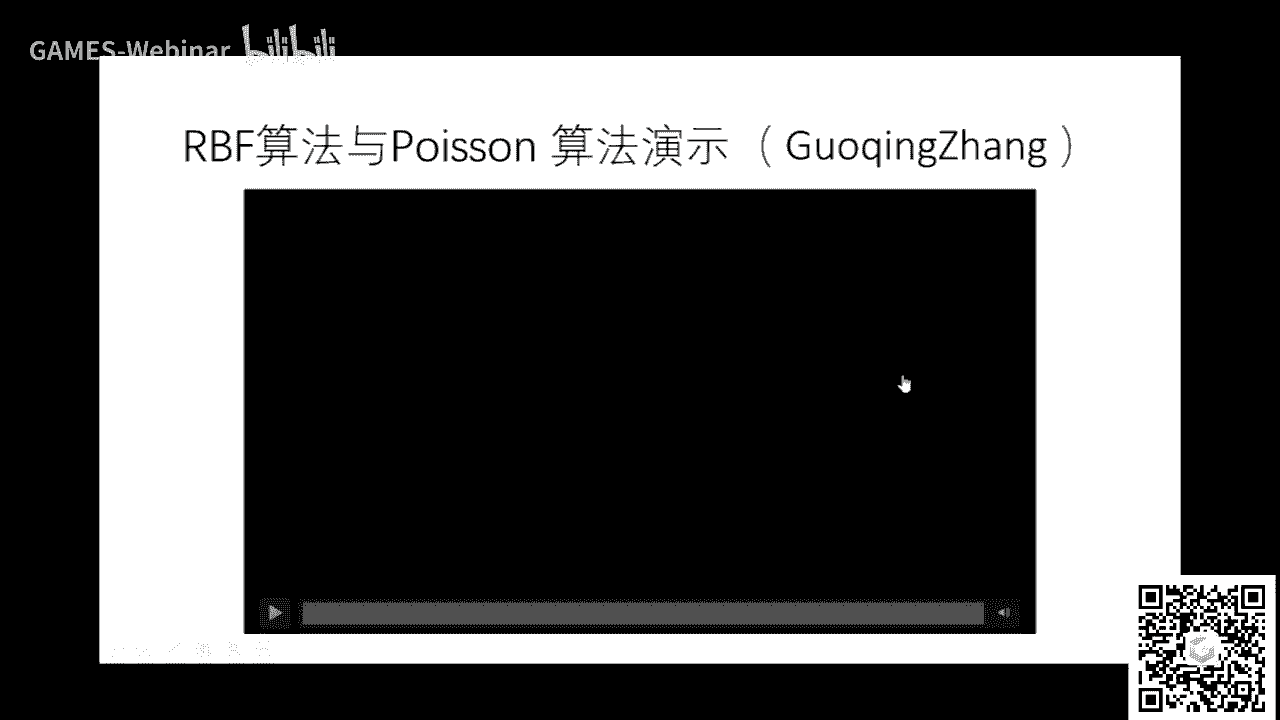 GAMES-Webinar bilibili
RBF算法与Poisson 算法演示 （GuoqingZhang ）